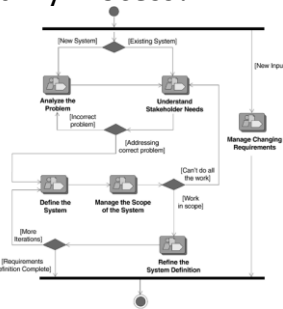 [New System]
[Existing System]
[New Inpu
Analyze the
Problem
Understand
Stakeholder Needs
[Incorrect
problem]
Manage Changing
Requirements
[Addressing
correct problem]
[Can't do all
the work]
Define the
System
Manage the Scope
of the System
[Work
in scope]
[More
Iterations]
Refine the
System Definition
[Requirements
efinition Complete]